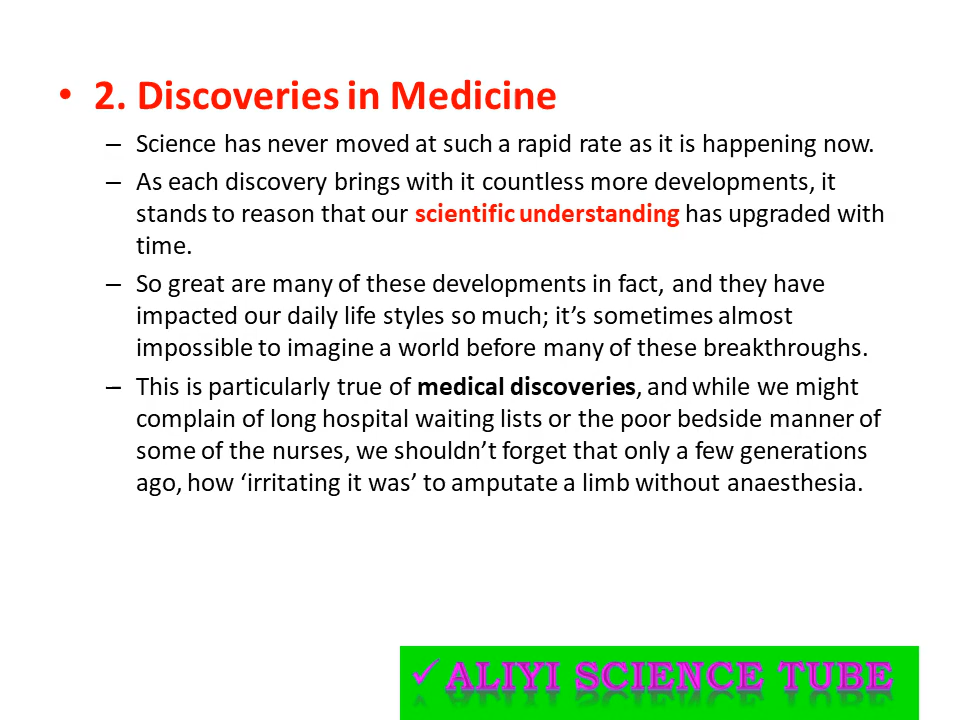 • 2. Discoveries in Medicine
– Science has never moved at such a rapid rate as it is happening now.
– As each discovery brings with it countless more developments, it
stands to reason that our scientific understanding has upgraded with
time.
– So great are many of these developments in fact, and they have
impacted our daily life styles so much; it’s sometimes almost
impossible to imagine a world before many of these breakthroughs.
– This is particularly true of medical discoveries, and while we might
complain of long hospital waiting lists or the poor bedside manner of
some of the nurses, we shouldn’t forget that only a few generations
ago, how ‘irritating it was’ to amputate a limb without anaesthesia.
✓ALIYI SCIENCE TUBE